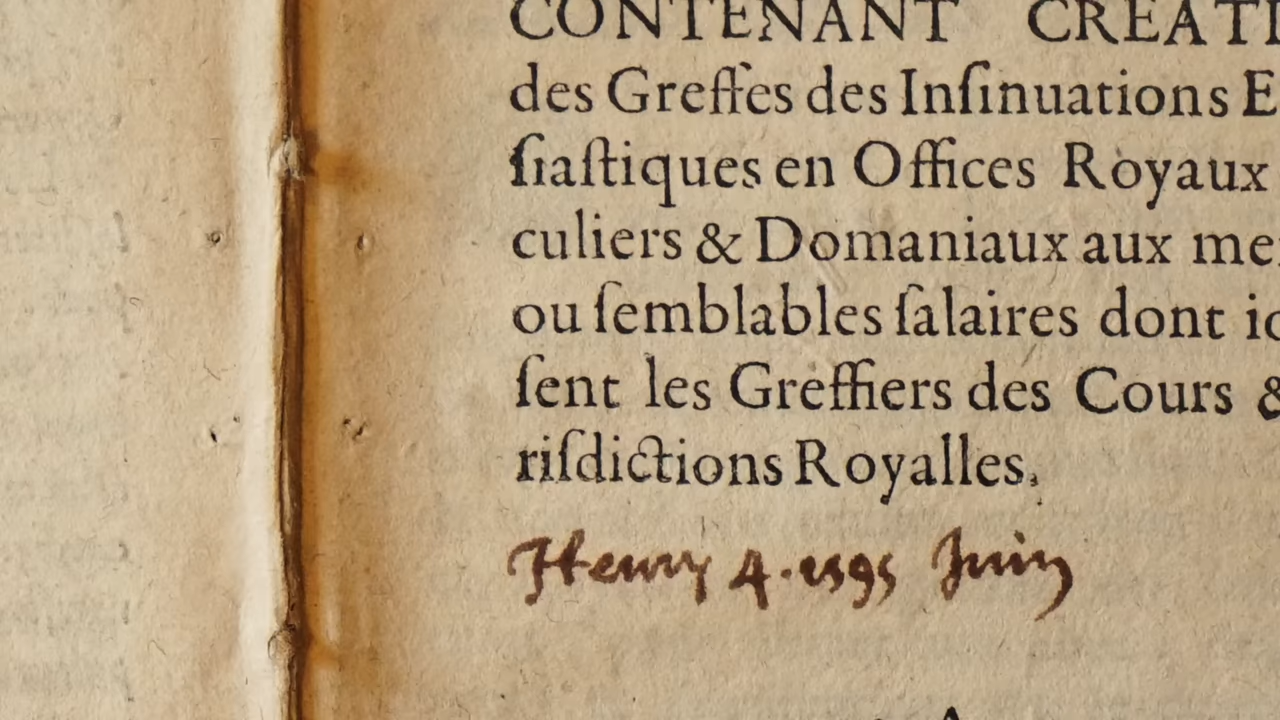 CONTENANT CREATI
des Greffes des Inſinuations E
ſiaſtiques en Offices Royaux
culiers & Domaniaux aux me
ou ſemblables ſalaires dont io
ſent les Greffiers des Cours &
riſdictions Royalles.
Henry 4. 1595 Juin